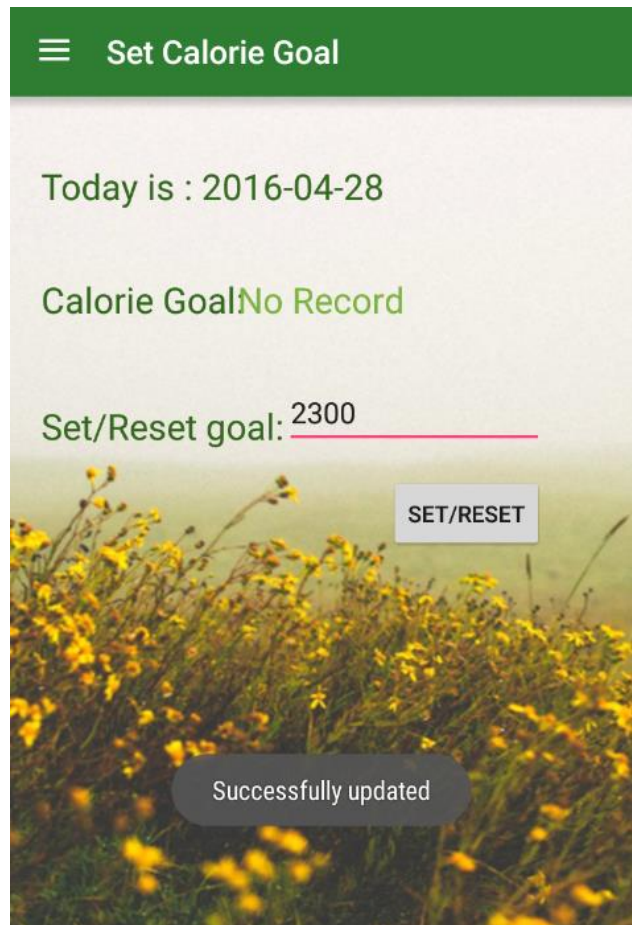 Set Calorie Goal
Today is : 2016-04-28
Calorie Goal:No Record
Set/Reset goal: 2300
SET/RESET
Successfully updated